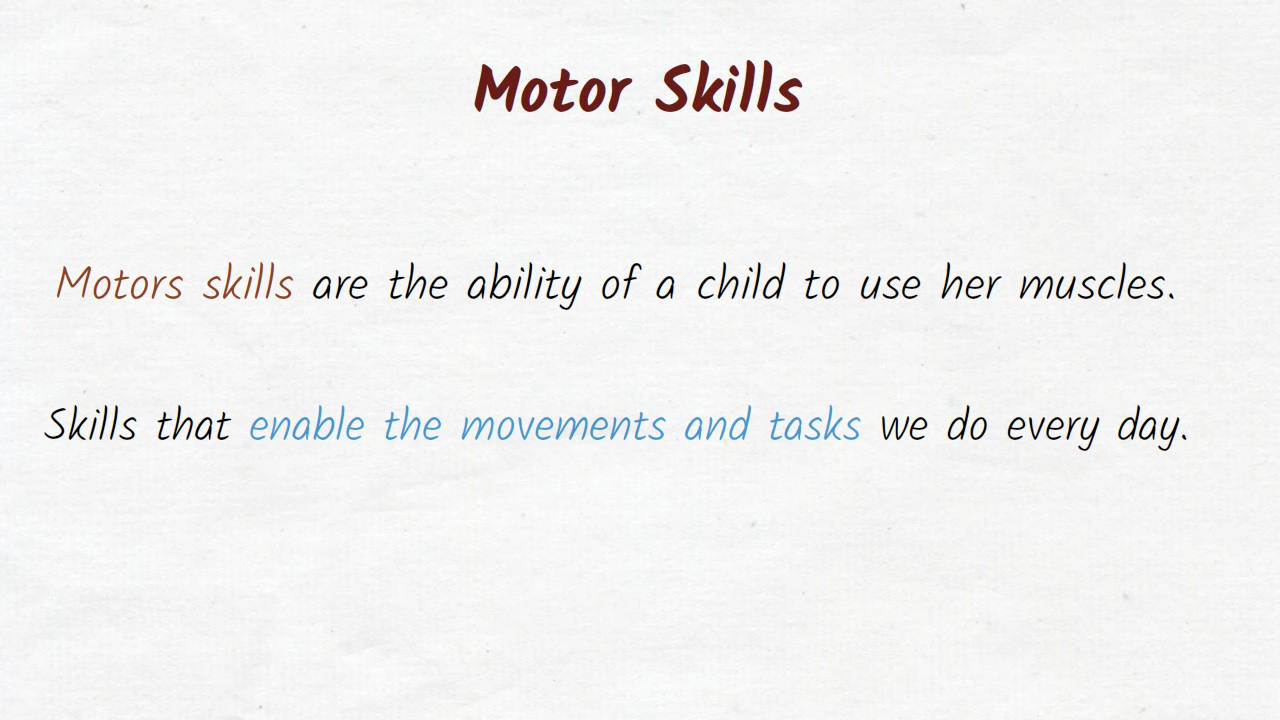 Motor Skills
Motors skills are the ability of a child to use her muscles.
Skills that enable the movements and tasks we do every day.